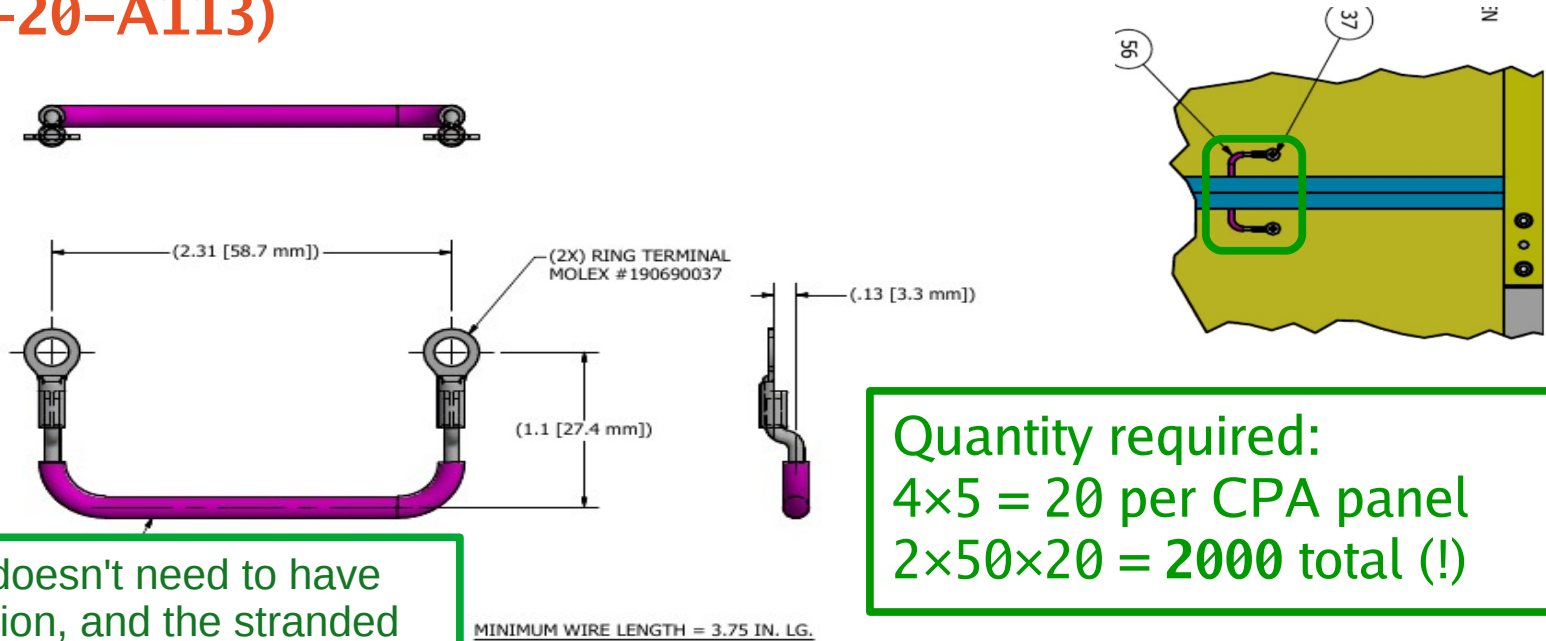 -20-A113)
56
37
EN
(2.31 [58.7 mm])
(2X) RING TERMINAL
MOLEX #190690037
(.13 [3.3 mm])
(1.1 [27.4 mm])
Quantity required:
4×5 = 20 per CPA panel
2×50×20 = 2000 total (!)
doesn't need to have
ion, and the stranded
MINIMUM WIRE LENGTH = 3.75 IN. LG.